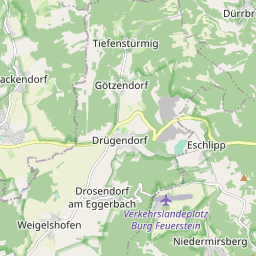 Dürrbr
Tiefenstürmig
ackendorf
Götzendorf
Drügendorf
Eschlipp
Drosendorf
am Eggerbach
Verkehrslandeplatz
Burg Feuerstein
Weigelshofen
Niedermirsberg